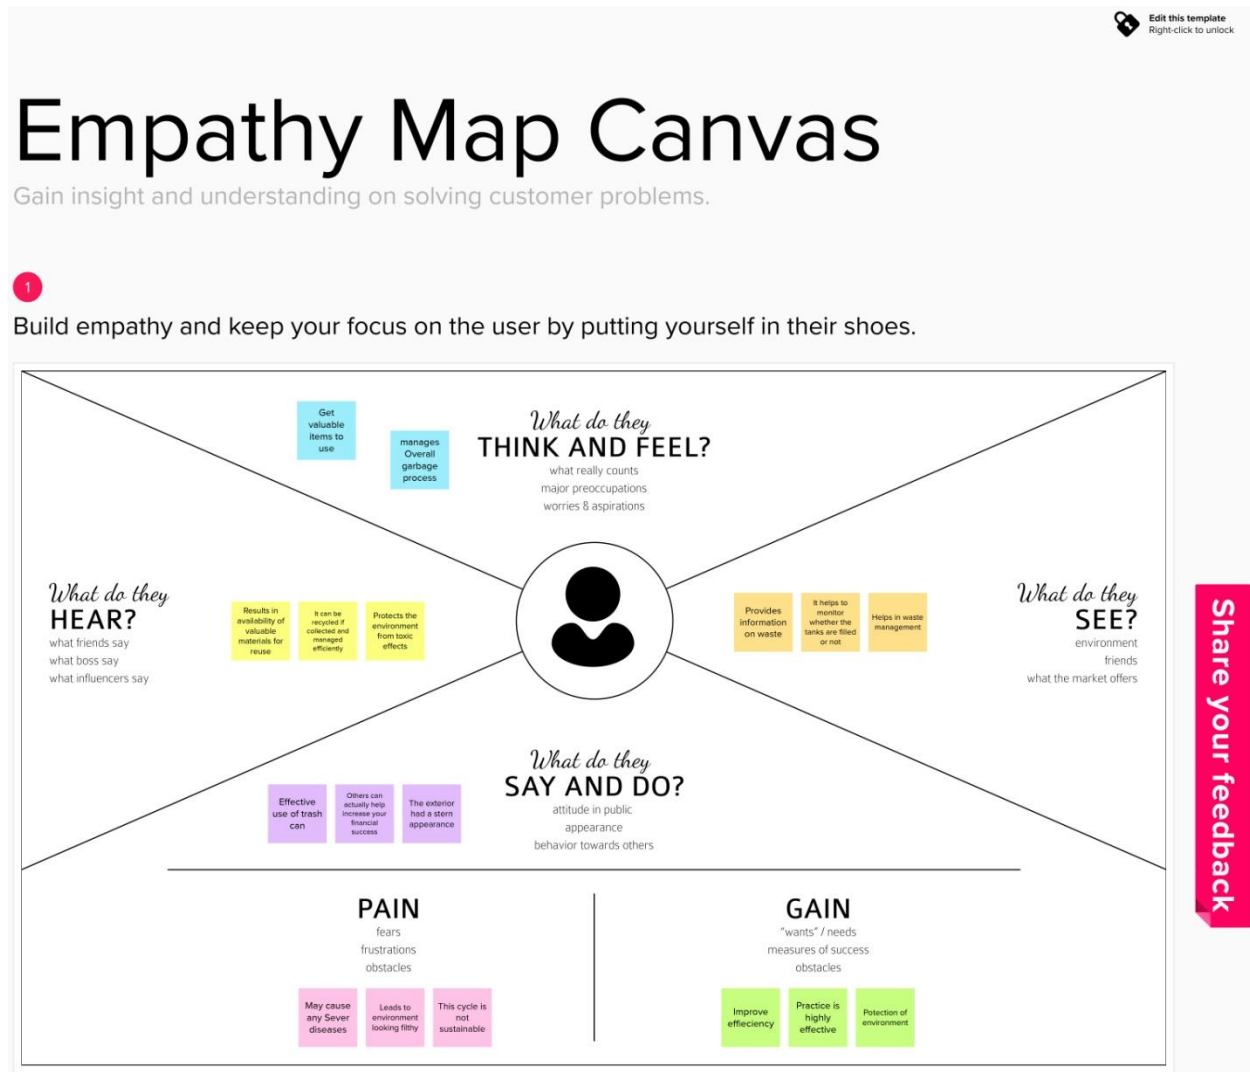 Edit this template
Right-click to unlock
Empathy Map Canvas
Gain insight and understanding on solving customer problems.
1
Build empathy and keep your focus on the user by putting yourself in their shoes.
Get
valuable
items to
use
manages
Overall
garbage
process
What do they
THINK AND FEEL?
what really counts
major preoccupations
worries & aspirations
What do they
HEAR?
what friends say
what boss say
what influencers say
Results in
availability of
valuable
materials for
reuse
It can be
recycled if
collected and
managed
efficiently
Protects the
environment
from toxic
effects
Provides
information
on waste
It helps to
monitor
whether the
tanks are filled
or not
Helps in waste
management
What do they
SEE?
environment
friends
what the market offers
Share your feedback
What do they
SAY AND DO?
attitude in public
appearance
behavior towards others
Effective
use of trash
can
Others can
actually help
increase your
financial
success
The exterior
had a stern
appearance
PAIN
fears
frustrations
obstacles
May cause
any Sever
diseases
Leads to
environment
looking filthy
This cycle is
not
sustainable
GAIN
"wants" / needs
measures of success
obstacles
Improve
effieciency
Practice is
highly
effective
Potection of
environment